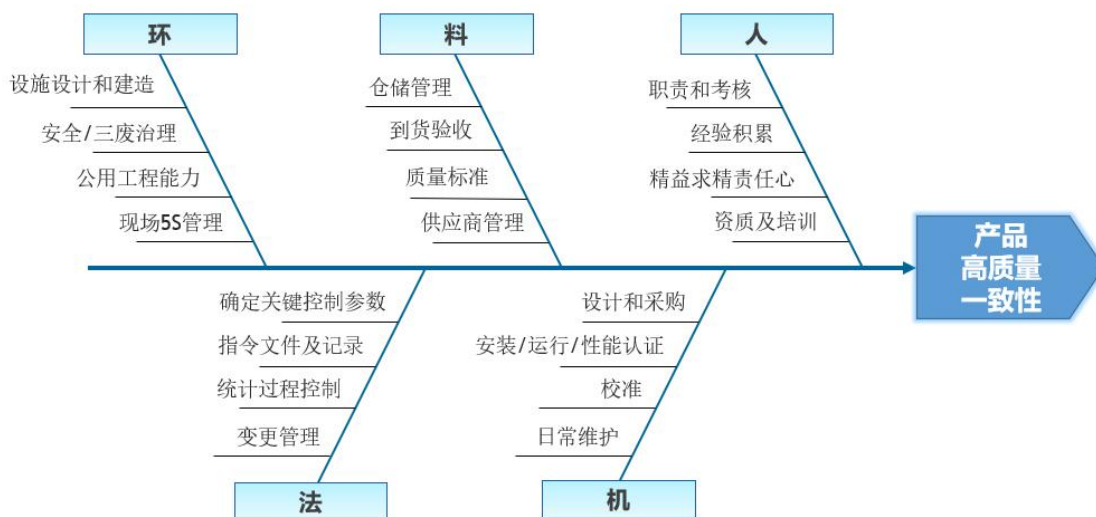 环
设施设计和建造
安全/三废治理
公用工程能力
现场5S管理
料
仓储管理
到货验收
质量标准
供应商管理
人
职责和考核
经验积累
精益求精责任心
资质及培训
产品
高质量
一致性
确定关键控制参数
指令文件及记录
统计过程控制
变更管理
法
设计和采购
安装/运行/性能认证
校准
日常维护
机